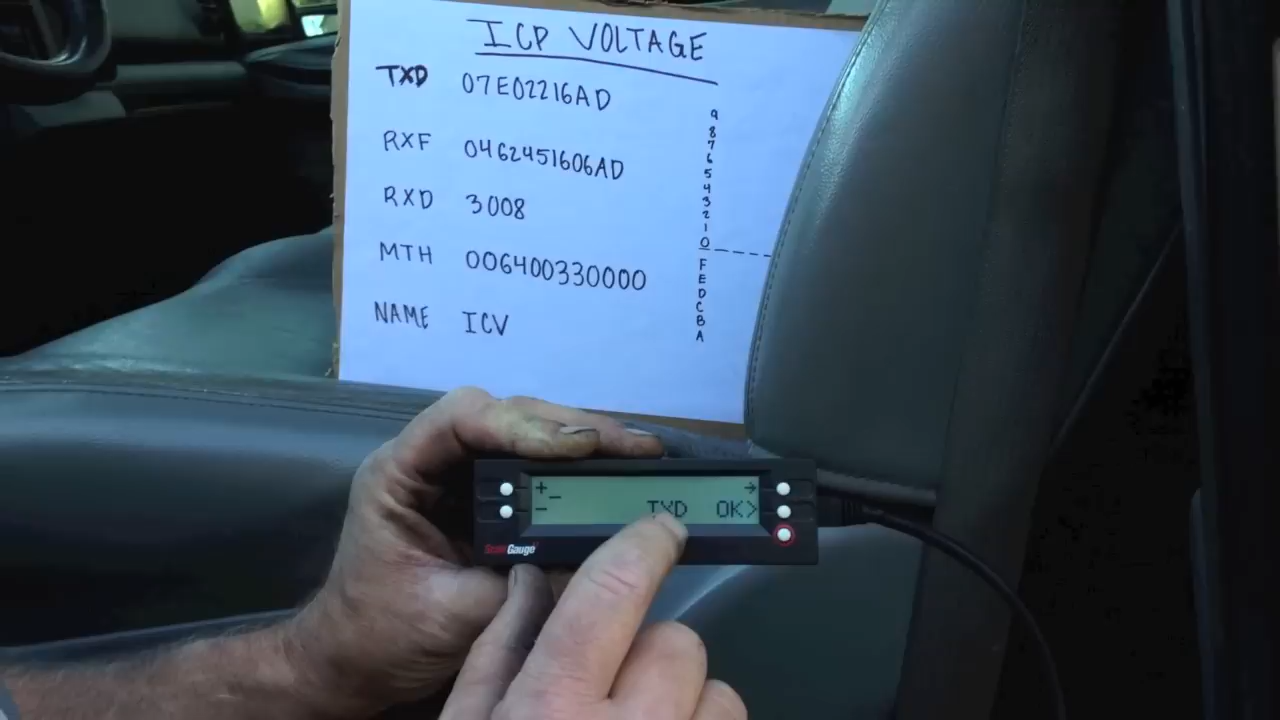 ICP VOLTAGE
TXD 07E02216AD
RXF 0462451606AD
RXD 3008
MTH 006400330000
NAME ICV
9
8
7
6
5
4
3
2
1
0
F
E
D
C
B
A
+ _ →
- TXD OK>
ScanGauge